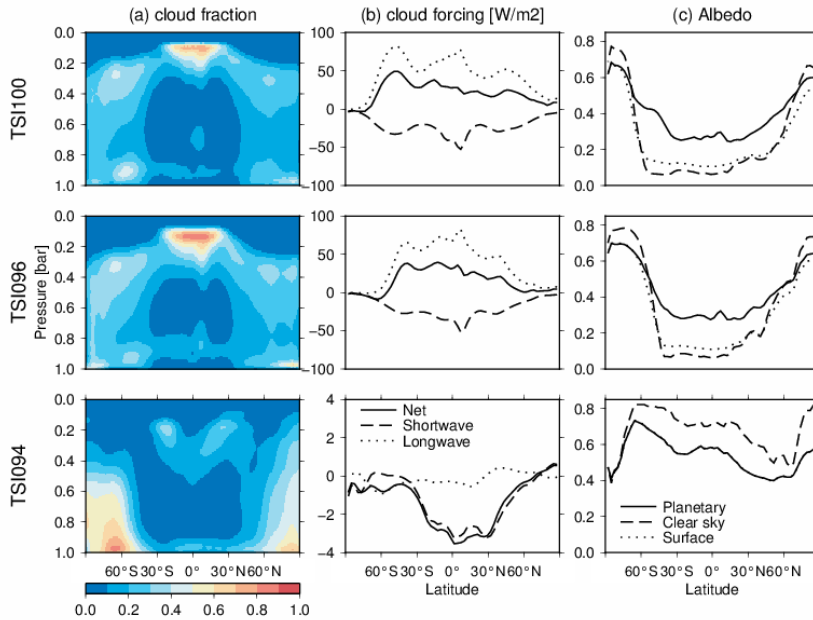 (a) cloud fraction (b) cloud forcing [W/m2] (c) Albedo
TSI100
0.0
0.2
0.4
0.6
0.8
1.0
100
50
0
−50
−100
0.8
0.6
0.4
0.2
0.0
TSI096
Pressure [bar]
0.0
0.2
0.4
0.6
0.8
1.0
100
50
0
−50
−100
0.8
0.6
0.4
0.2
0.0
TSI094
0.0
0.2
0.4
0.6
0.8
1.0
4
2
0
−2
−4
Net
Shortwave
Longwave
0.8
0.6
0.4
0.2
0.0
Planetary
Clear sky
Surface
60°S 30°S 0° 30°N 60°N
60°S 30°S 0° 30°N 60°N
60°S 30°S 0° 30°N 60°N
Latitude
Latitude
0.0 0.2 0.4 0.6 0.8 1.0